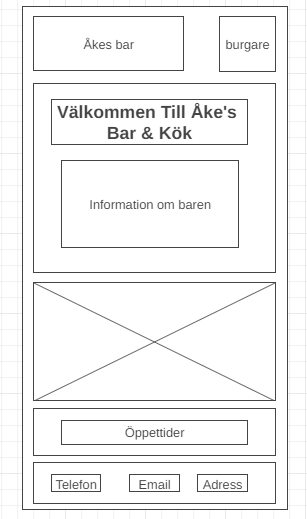 Åkes bar
burgare
Välkommen Till Åke's
Bar & Kök
Information om baren
Öppettider
Telefon
Email
Adress